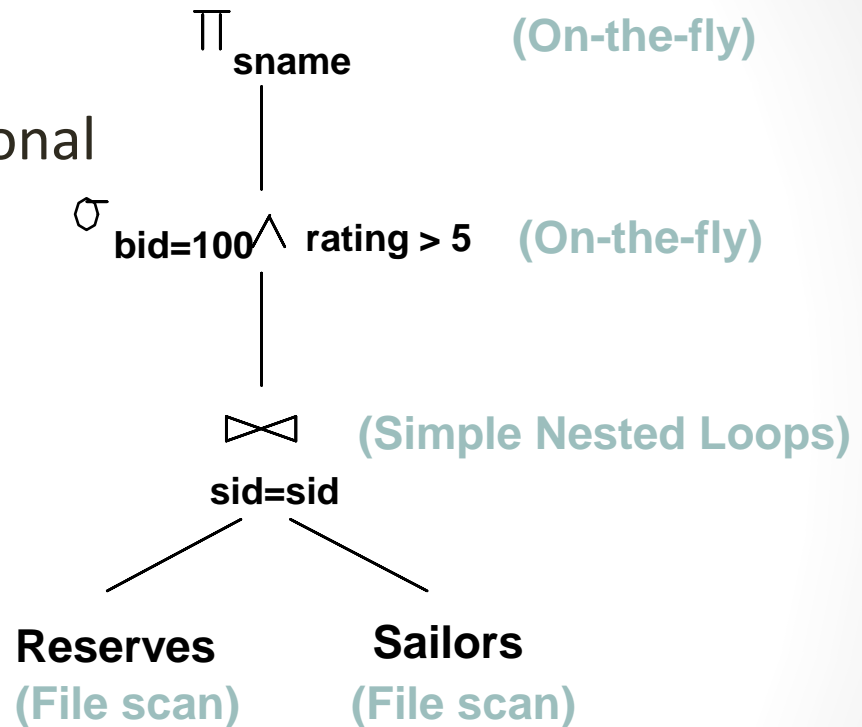 ∏ sname (On-the-fly)
onal
σ bid=100 ∧ rating > 5 (On-the-fly)
⋈ (Simple Nested Loops)
sid=sid
Reserves Sailors
(File scan) (File scan)